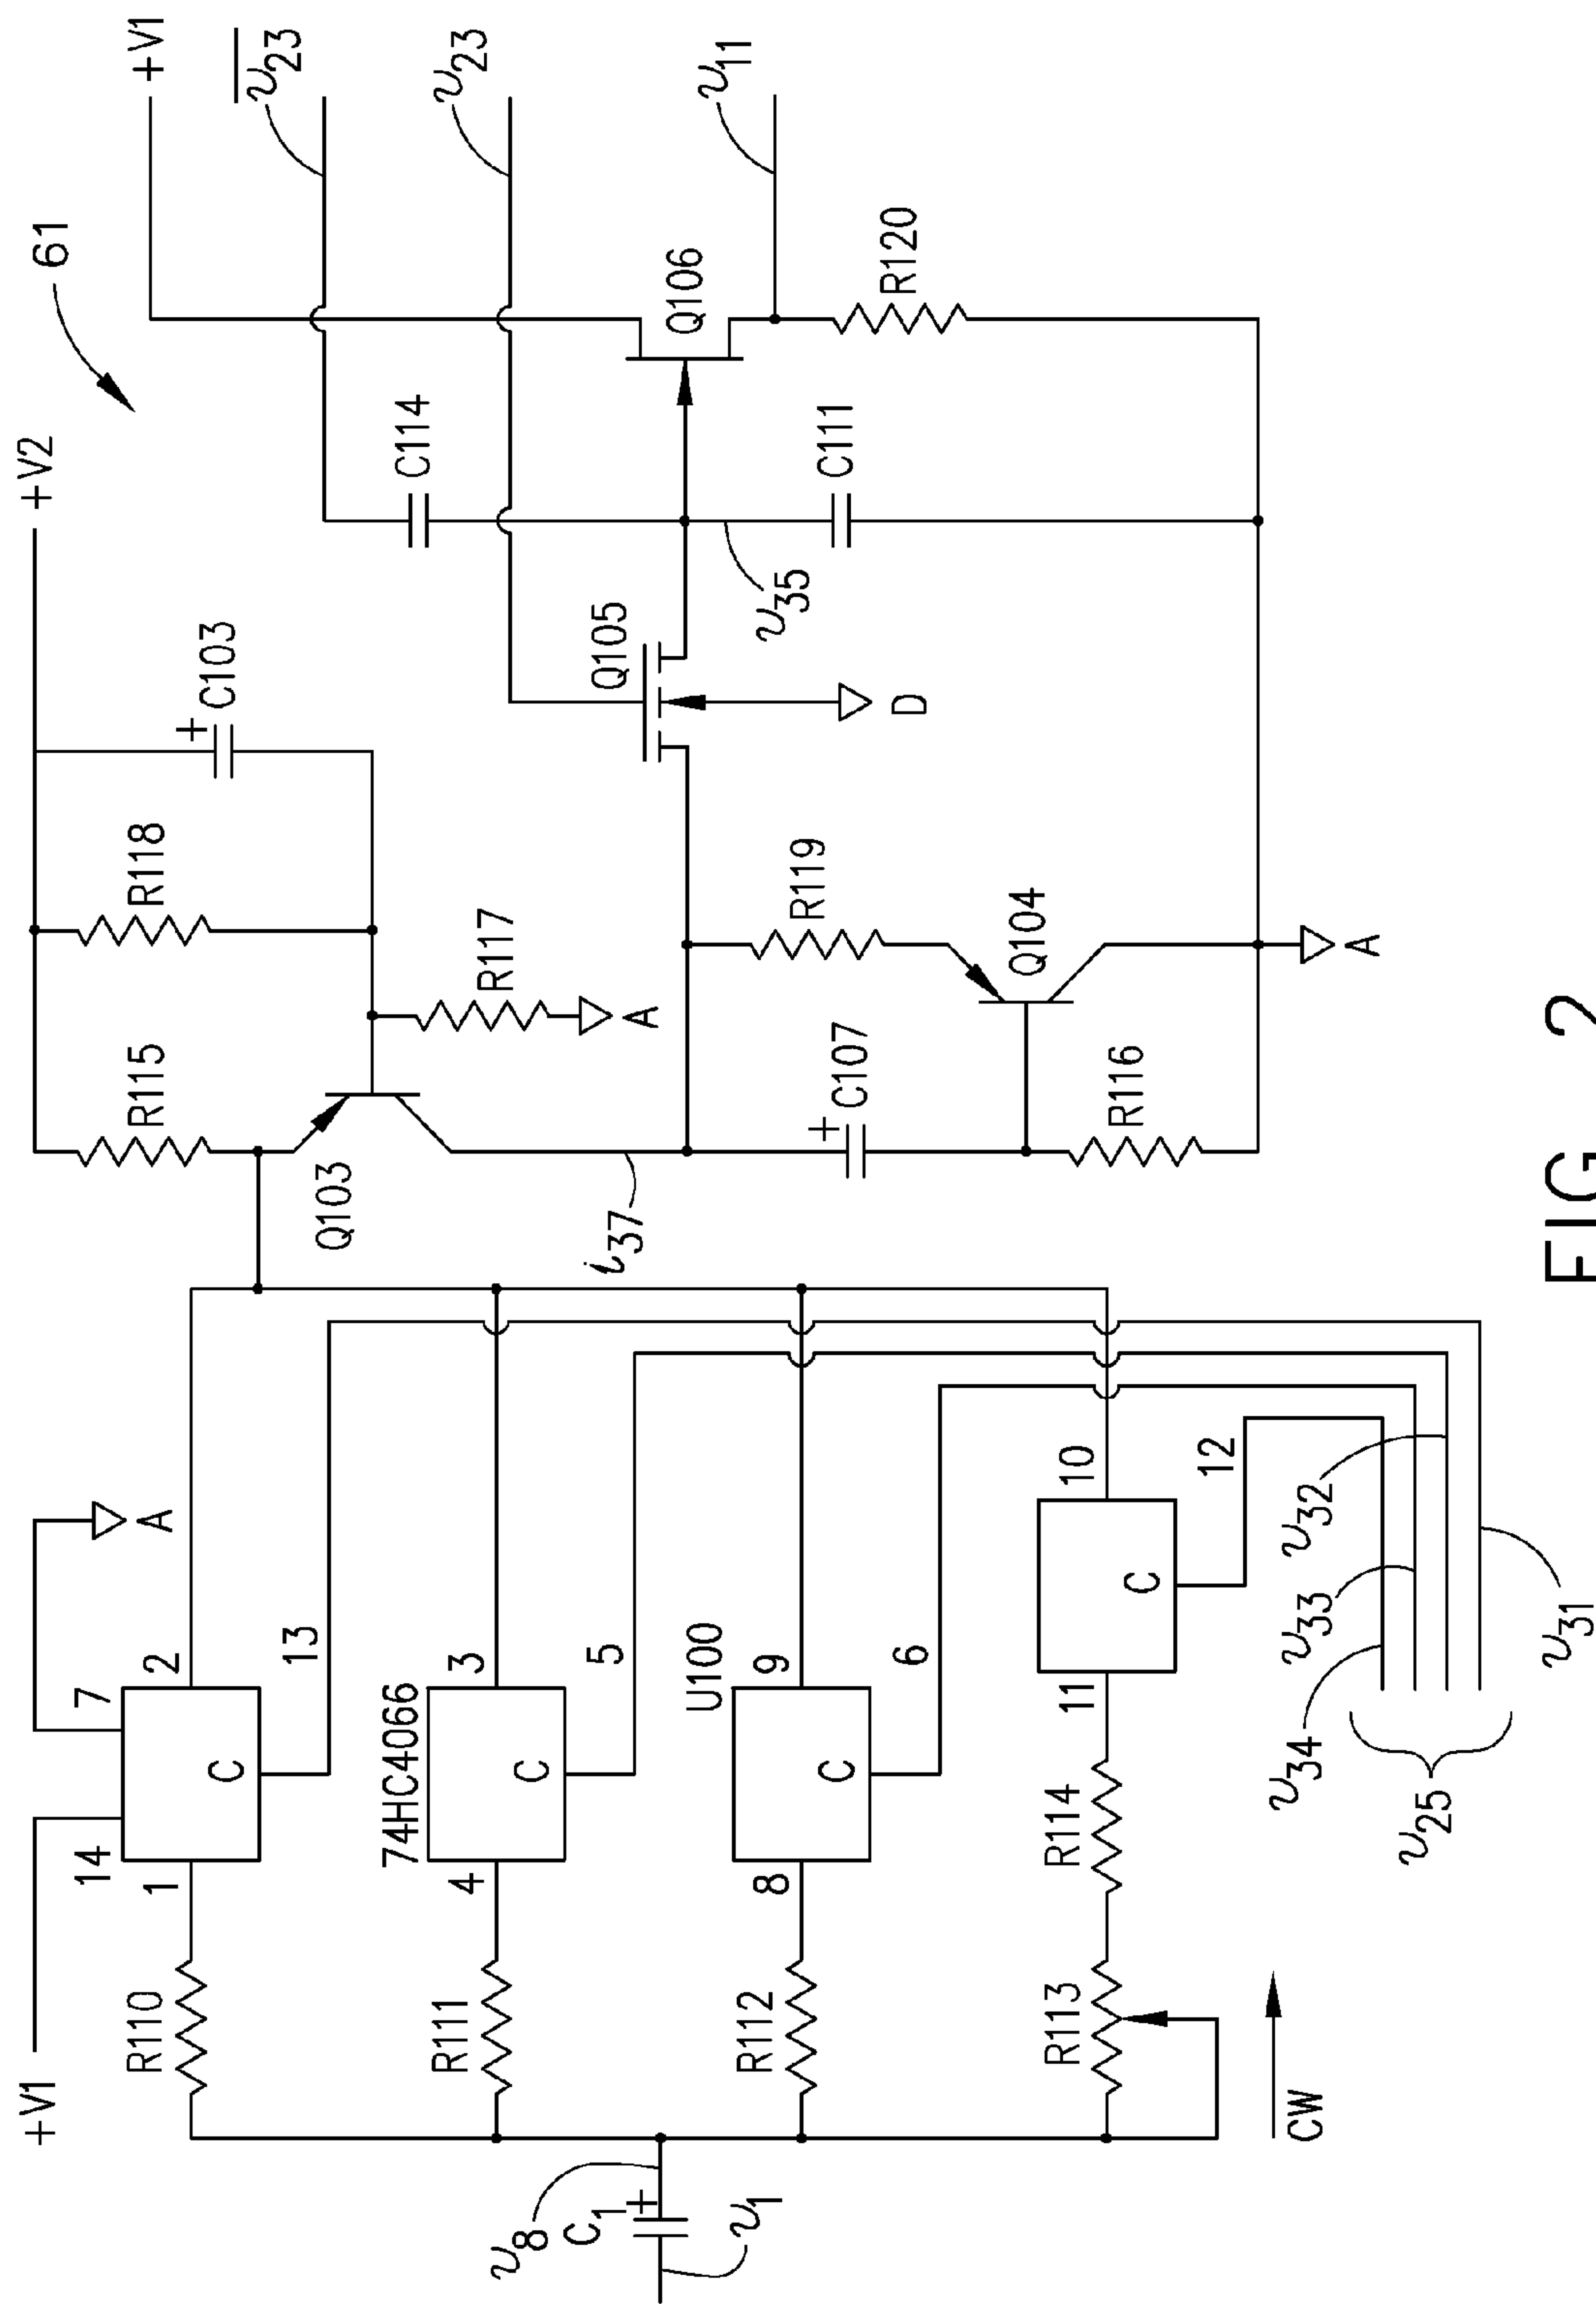 61
+V1
+V2
+V1
v̅23
v23
v11
14
7
A
1
2
R110
C
13
R115
R118
C103
+
Q103
R117
A
74HC4066
4
3
R111
C
5
C114
Q105
Q106
D
i37
v35
U100
8
9
R112
C
6
v8
C1
+
v1
C107
+
R119
C111
R120
Q104
R116
A
R113
R114
11
10
C
12
CW
v34
v33
v32
v31
v25
FIG 2